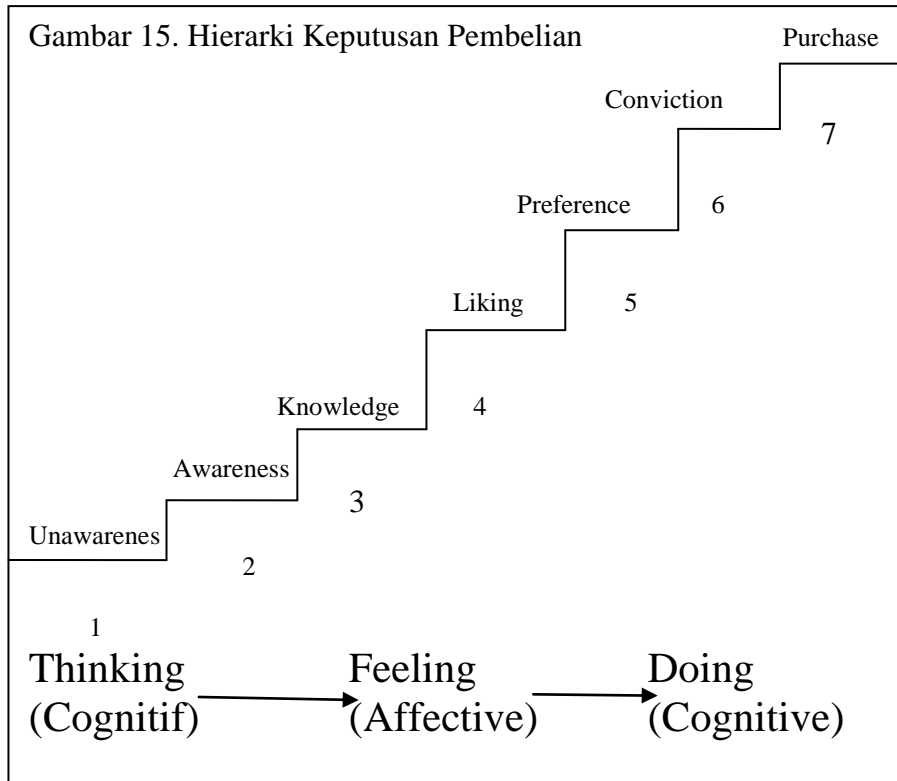 Gambar 15. Hierarki Keputusan Pembelian
Purchase
Conviction
7
Preference
6
Liking
5
Knowledge
4
Awareness
3
Unawarenes
2
1
Thinking
(Cognitif)
Feeling
(Affective)
Doing
(Cognitive)